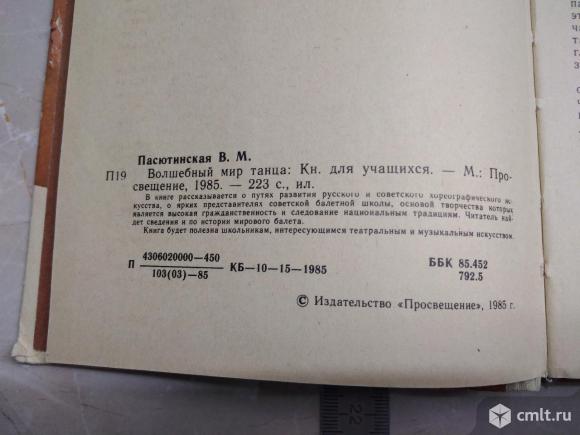 Пасютинская В. М.
П19 Волшебный мир танца: Кн. для учащихся. — М.: Про-
свещение, 1985. — 223 с., ил.
В книге рассказывается о путях развития русского и советского хореографического ис-
кусства, о ярких представителях советской балетной школы, основой творчества которых
является высокая гражданственность и следование национальным традициям. Читатель най-
дет сведения и по истории мирового балета.
Книга будет полезна школьникам, интересующимся театральным и музыкальным искусством.
4306020000—450
П КБ—10—15—1985
103(03)—85
ББК 85.452
792.5
© Издательство «Просвещение», 1985 г.
22
cmlt.ru